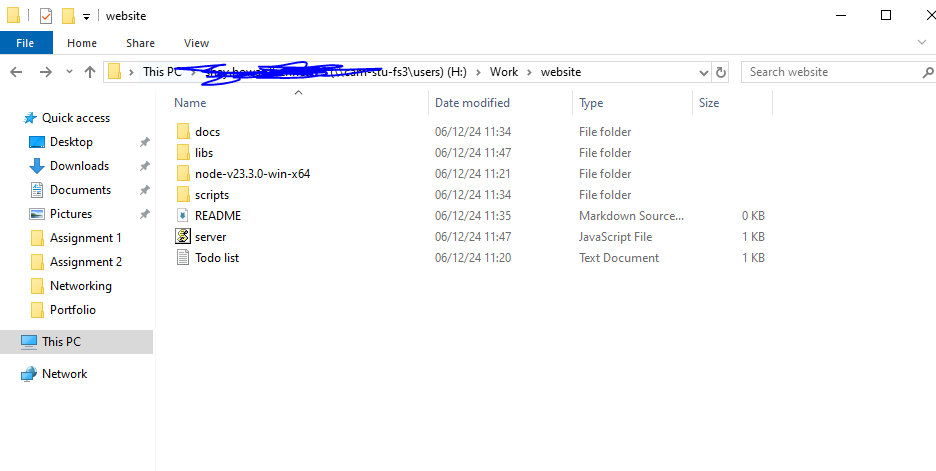 website
File Home Share View
This PC \\cam-stu-fs3\users) (H:) Work website
Search website
Name Date modified Type Size
Quick access
Desktop
Downloads
Documents
Pictures
Assignment 1
Assignment 2
Networking
Portfolio
This PC
Network
docs 06/12/24 11:34 File folder
libs 06/12/24 11:47 File folder
node-v23.3.0-win-x64 06/12/24 11:21 File folder
scripts 06/12/24 11:34 File folder
README 06/12/24 11:35 Markdown Source... 0 KB
server 06/12/24 11:47 JavaScript File 1 KB
Todo list 06/12/24 11:20 Text Document 1 KB